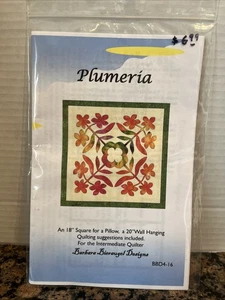 $6.99
Plumeria
An 18" Square for a Pillow, a 20" Wall Hanging
Quilting suggestions included.
For the Intermediate Quilter
Barbara Bieraugel Designs
BBD4-16